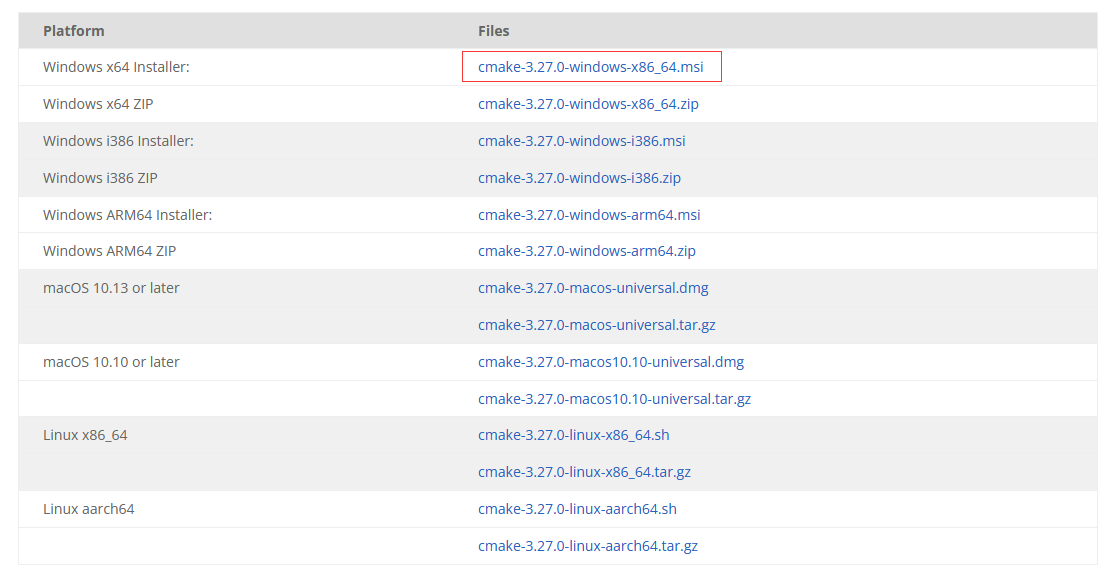 Platform Files
Windows x64 Installer: cmake-3.27.0-windows-x86_64.msi
Windows x64 ZIP cmake-3.27.0-windows-x86_64.zip
Windows i386 Installer: cmake-3.27.0-windows-i386.msi
Windows i386 ZIP cmake-3.27.0-windows-i386.zip
Windows ARM64 Installer: cmake-3.27.0-windows-arm64.msi
Windows ARM64 ZIP cmake-3.27.0-windows-arm64.zip
macOS 10.13 or later cmake-3.27.0-macos-universal.dmg
cmake-3.27.0-macos-universal.tar.gz
macOS 10.10 or later cmake-3.27.0-macos10.10-universal.dmg
cmake-3.27.0-macos10.10-universal.tar.gz
Linux x86_64 cmake-3.27.0-linux-x86_64.sh
cmake-3.27.0-linux-x86_64.tar.gz
Linux aarch64 cmake-3.27.0-linux-aarch64.sh
cmake-3.27.0-linux-aarch64.tar.gz